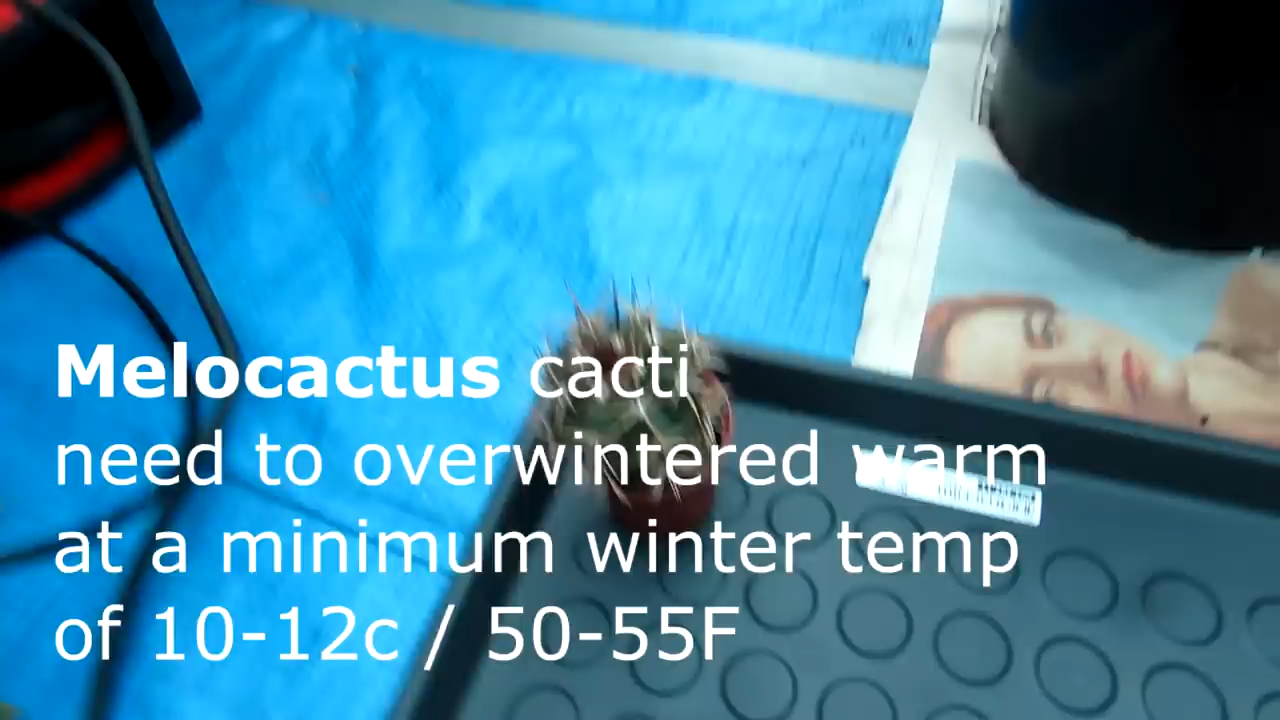 Melocactus cacti
need to overwintered warm
at a minimum winter temp
of 10-12c / 50-55F